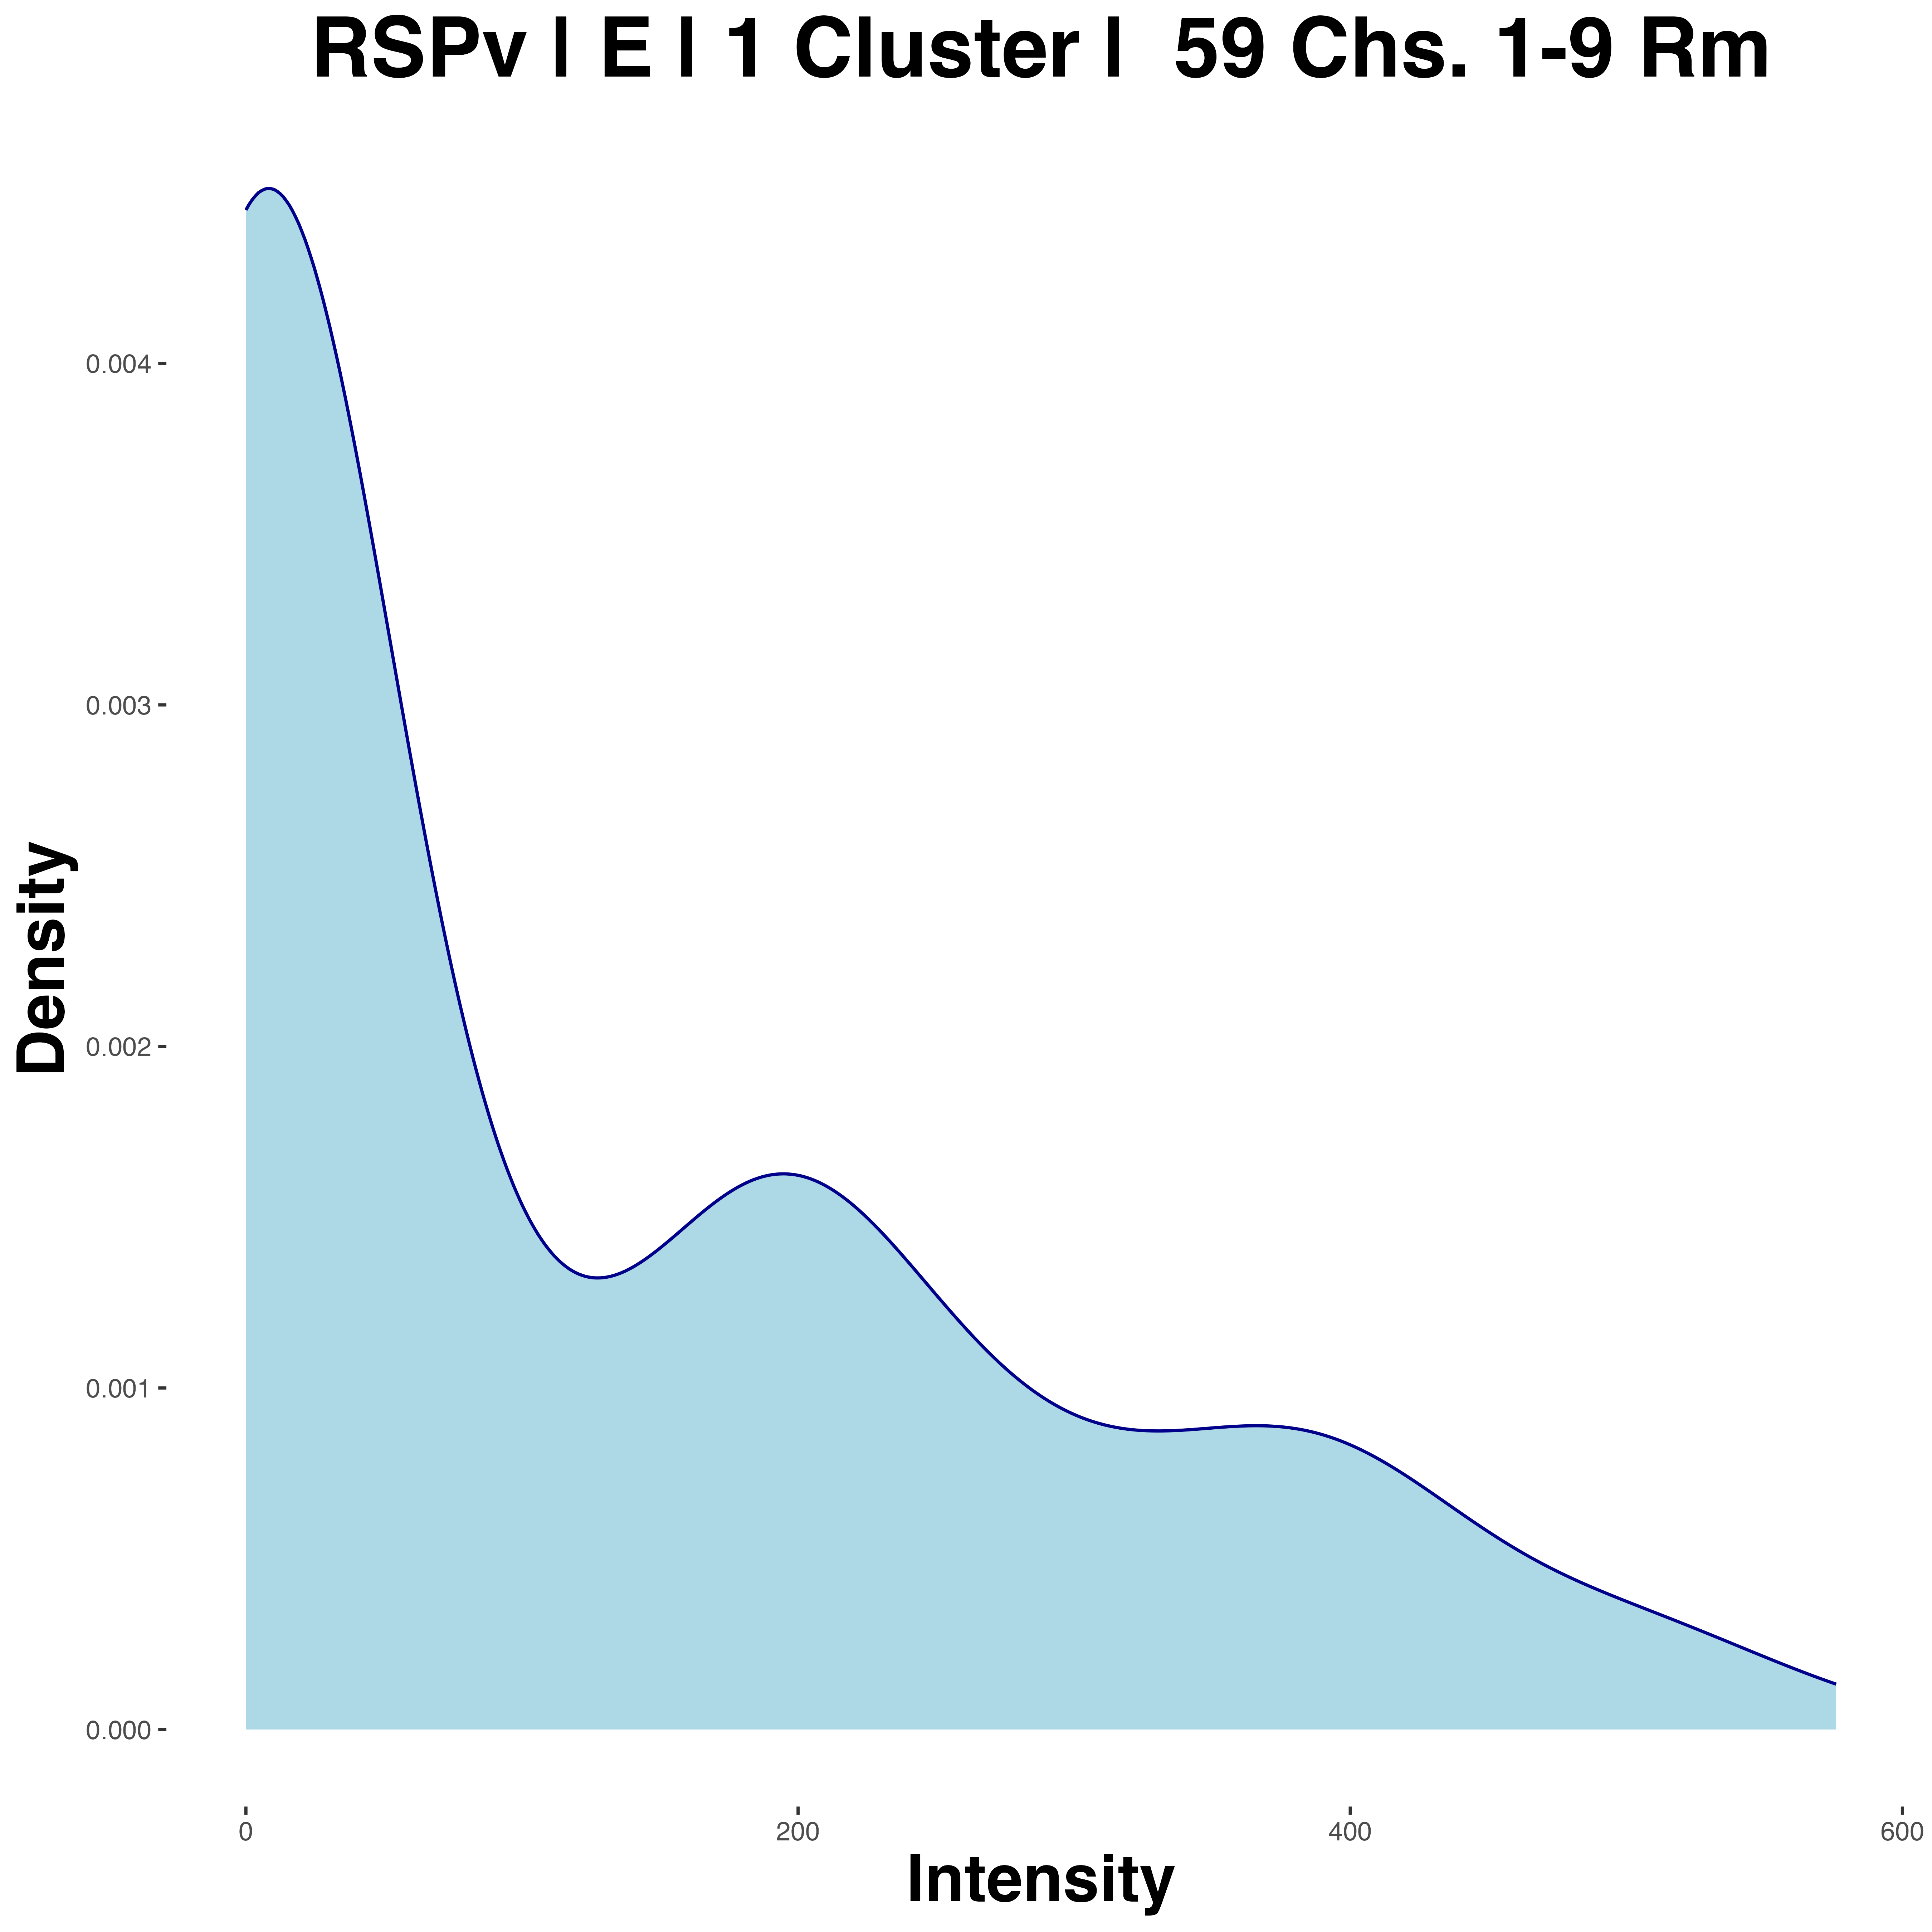 RSPv | E | 1 Cluster |  59 Chs. 1-9 Rm
Density
0.004
0.003
0.002
0.001
0.000
0 200 400 600
Intensity